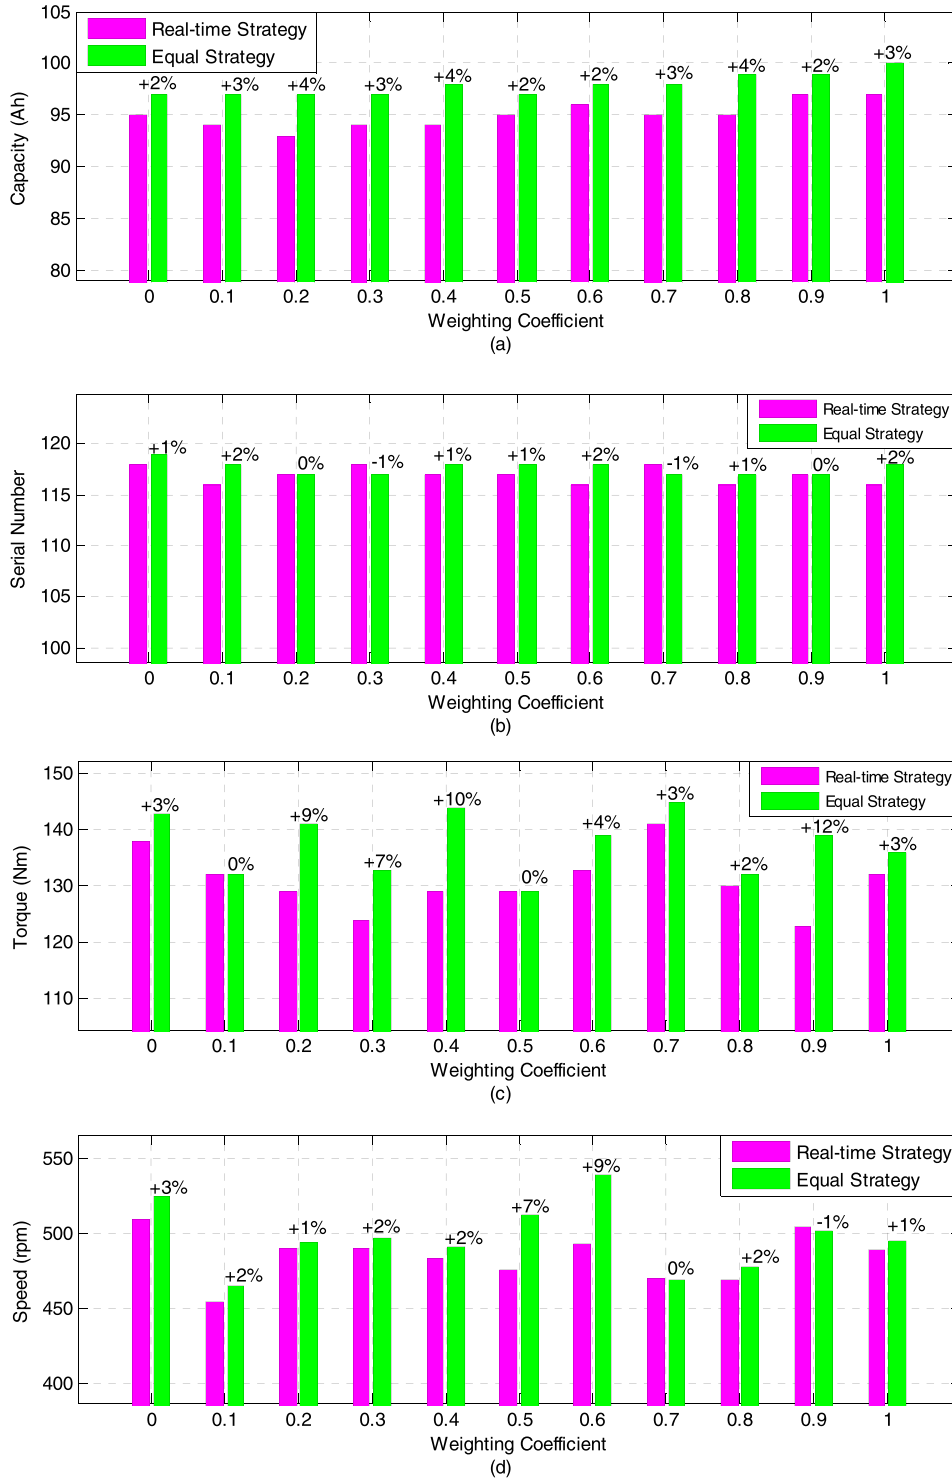 105
100
95
90
85
80
Capacity (Ah)
Real-time Strategy
Equal Strategy
+2% +3% +4% +3% +4% +2% +2% +3% +4% +2% +3%
0 0.1 0.2 0.3 0.4 0.5 0.6 0.7 0.8 0.9 1
Weighting Coefficient
(a)
120
115
110
105
100
Serial Number
Real-time Strategy
Equal Strategy
+1% +2% 0% -1% +1% +1% +2% -1% +1% 0% +2%
0 0.1 0.2 0.3 0.4 0.5 0.6 0.7 0.8 0.9 1
Weighting Coefficient
(b)
150
140
130
120
110
Torque (Nm)
Real-time Strategy
Equal Strategy
+3% 0% +9% +7% +10% 0% +4% +3% +2% +12% +3%
0 0.1 0.2 0.3 0.4 0.5 0.6 0.7 0.8 0.9 1
Weighting Coefficient
(c)
550
500
450
400
Speed (rpm)
Real-time Strategy
Equal Strategy
+3% +2% +1% +2% +2% +7% +9% 0% +2% -1% +1%
0 0.1 0.2 0.3 0.4 0.5 0.6 0.7 0.8 0.9 1
Weighting Coefficient
(d)